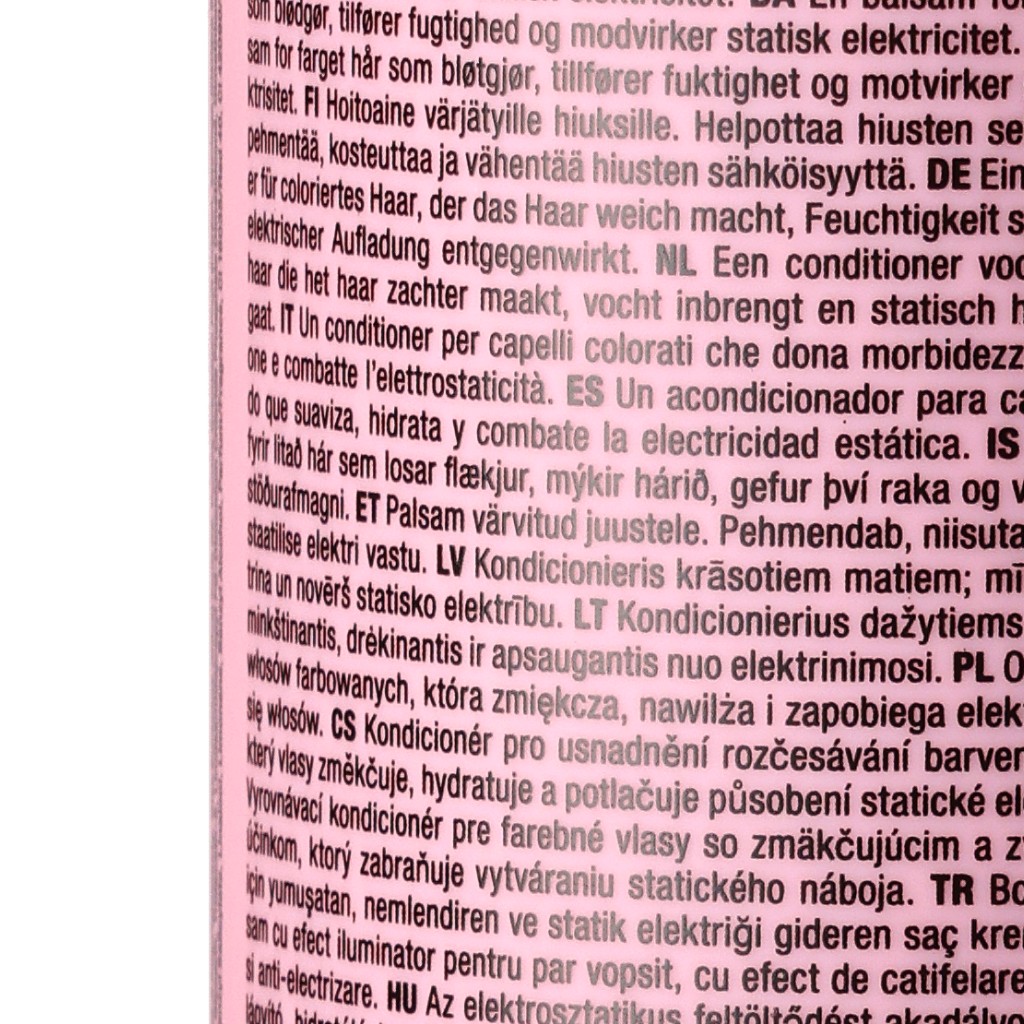 elektricitet. DA En balsam for
som blødgør, tilfører fugtighed og modvirker statisk elektricitet.
sam for farget hår som bløtgjør, tillfører fuktighet og motvirker
ktrisitet. FI Hoitoaine värjätyille hiuksille. Helpottaa hiusten se
pehmentää, kosteuttaa ja vähentää hiusten sähköisyyttä. DE Ein
er für coloriertes Haar, der das Haar weich macht, Feuchtigkeit s
elektrischer Aufladung entgegenwirkt. NL Een conditioner voo
haar die het haar zachter maakt, vocht inbrengt en statisch h
gaat. IT Un conditioner per capelli colorati che dona morbidezz
one e combatte l'elettrostaticità. ES Un acondicionador para ca
do que suaviza, hidrata y combate la electricidad estática. IS
fyrir litað hár sem losar flækjur, mýkir hárið, gefur því raka og v
stöðurafmagni. ET Palsam värvitud juustele. Pehmendab, niisuta
staatilise elektri vastu. LV Kondicionieris krāsotiem matiem; mī
trina un novērš statisko elektrību. LT Kondicionierius dažytiems
minkštinantis, drėkinantis ir apsaugantis nuo elektrinimosi. PL O
włosów farbowanych, która zmiękcza, nawilża i zapobiega elek
się włosów. CS Kondicionér pro usnadnění rozčesávání barven
který vlasy změkčuje, hydratuje a potlačuje působení statické ele
Vyrovnávací kondicionér pre farebné vlasy so zmäkčujúcim a z
účinkom, ktorý zabraňuje vytváraniu statického náboja. TR Bo
için yumuşatan, nemlendiren ve statik elektriği gideren saç kre
sam cu efect iluminator pentru par vopsit, cu efect de catifelare
si anti-electrizare. HU Az elektrosztatikus feltöltődést akadályo
lápvító,